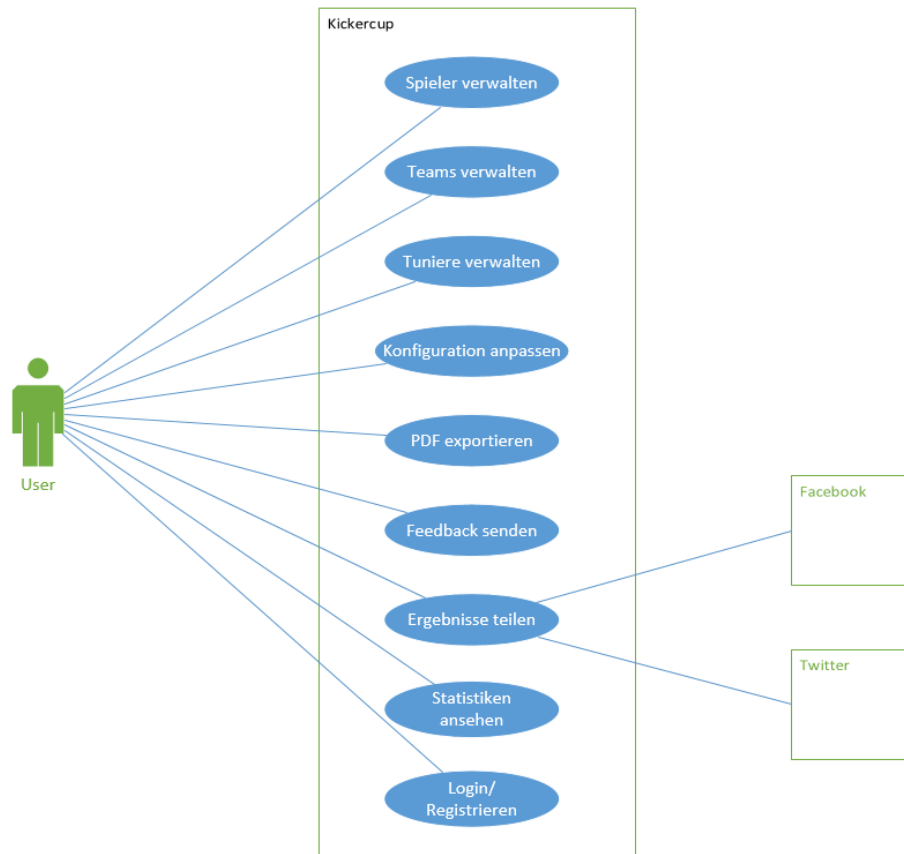 Kickercup
Spieler verwalten
Teams verwalten
Tuniere verwalten
Konfiguration anpassen
PDF exportieren
User
Feedback senden
Facebook
Ergebnisse teilen
Twitter
Statistiken
ansehen
Login/
Registrieren